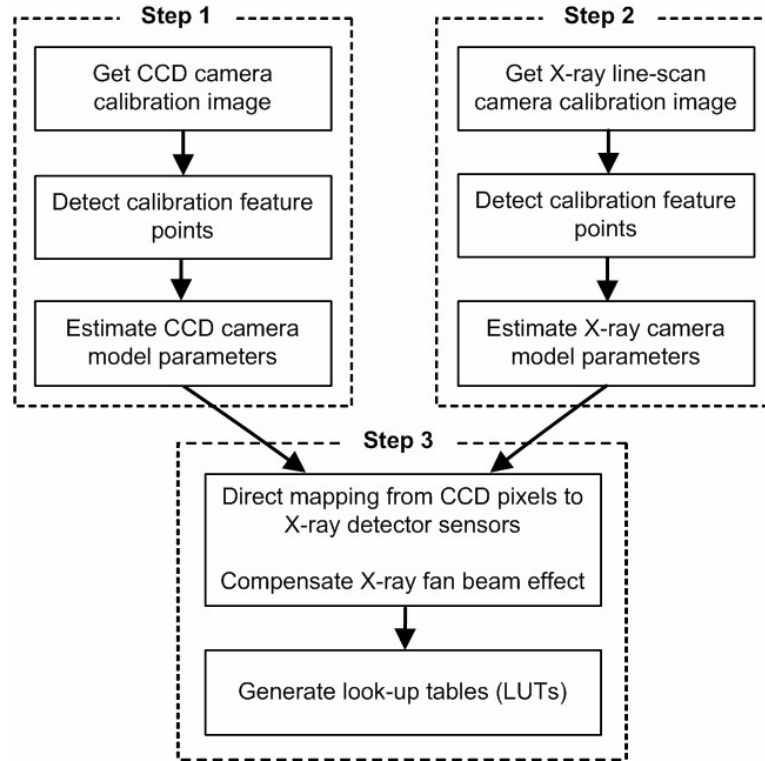 Step 1
Get CCD camera
calibration image
Detect calibration feature
points
Estimate CCD camera
model parameters
Step 2
Get X-ray line-scan
camera calibration image
Detect calibration feature
points
Estimate X-ray camera
model parameters
Step 3
Direct mapping from CCD pixels to
X-ray detector sensors
Compensate X-ray fan beam effect
Generate look-up tables (LUTs)